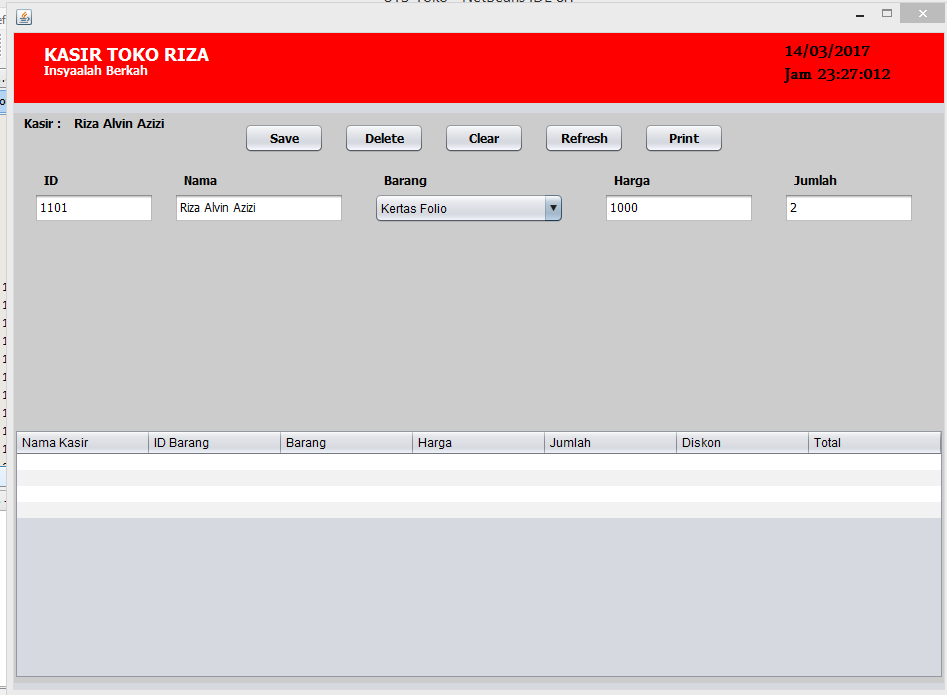 KASIR TOKO RIZA
Insyaalah Berkah
14/03/2017
Jam 23:27:012
Kasir : Riza Alvin Azizi
Save Delete Clear Refresh Print
ID Nama Barang Harga Jumlah
1101 Riza Alvin Azizi Kertas Folio 1000 2
Nama Kasir ID Barang Barang Harga Jumlah Diskon Total